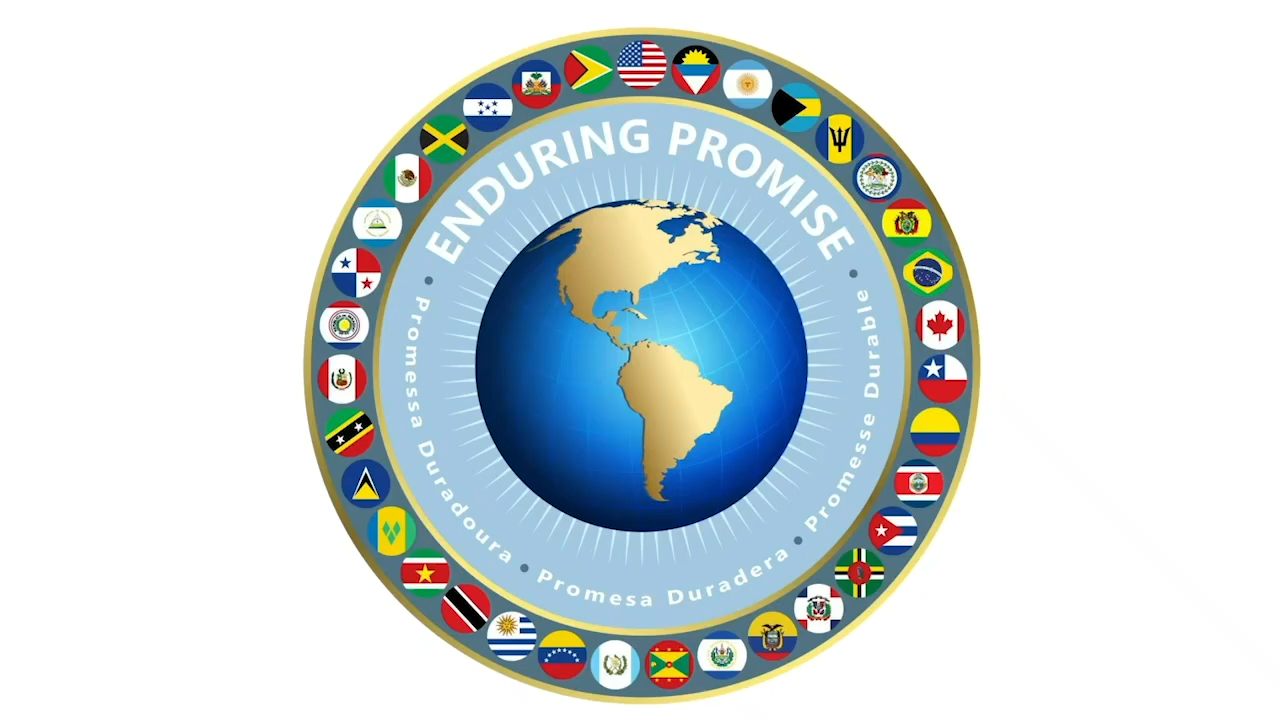 ENDURING PROMISE
Promessa Duradoura
Promesa Duradera
Promesse Durable